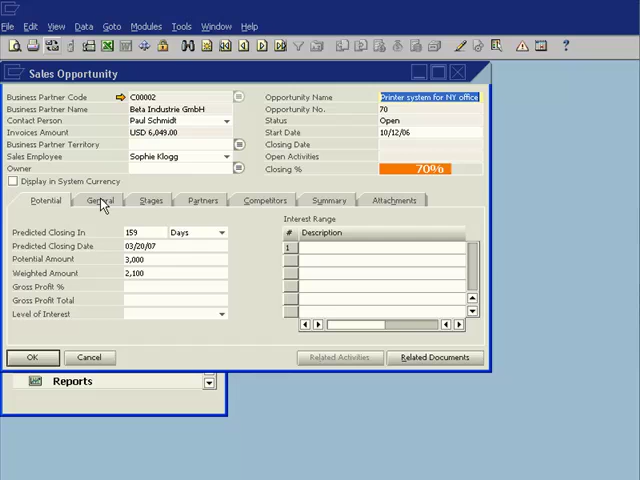 File Edit View Data Goto Modules Tools Window Help
Sales Opportunity
Business Partner Code C00002 Opportunity Name Printer system for NY office
Business Partner Name Beta Industrie GmbH Opportunity No. 70
Contact Person Paul Schmidt Status Open
Invoices Amount USD 6,049.00 Start Date 10/12/06
Business Partner Territory Closing Date
Sales Employee Sophie Klogg Open Activities
Owner Closing % 70%
Display in System Currency
Potential General Stages Partners Competitors Summary Attachments
Interest Range
Predicted Closing In 159 Days # Description
Predicted Closing Date 03/20/07 1
Potential Amount 3,000
Weighted Amount 2,100
Gross Profit %
Gross Profit Total
Level of Interest
OK Cancel Related Activities Related Documents
Reports